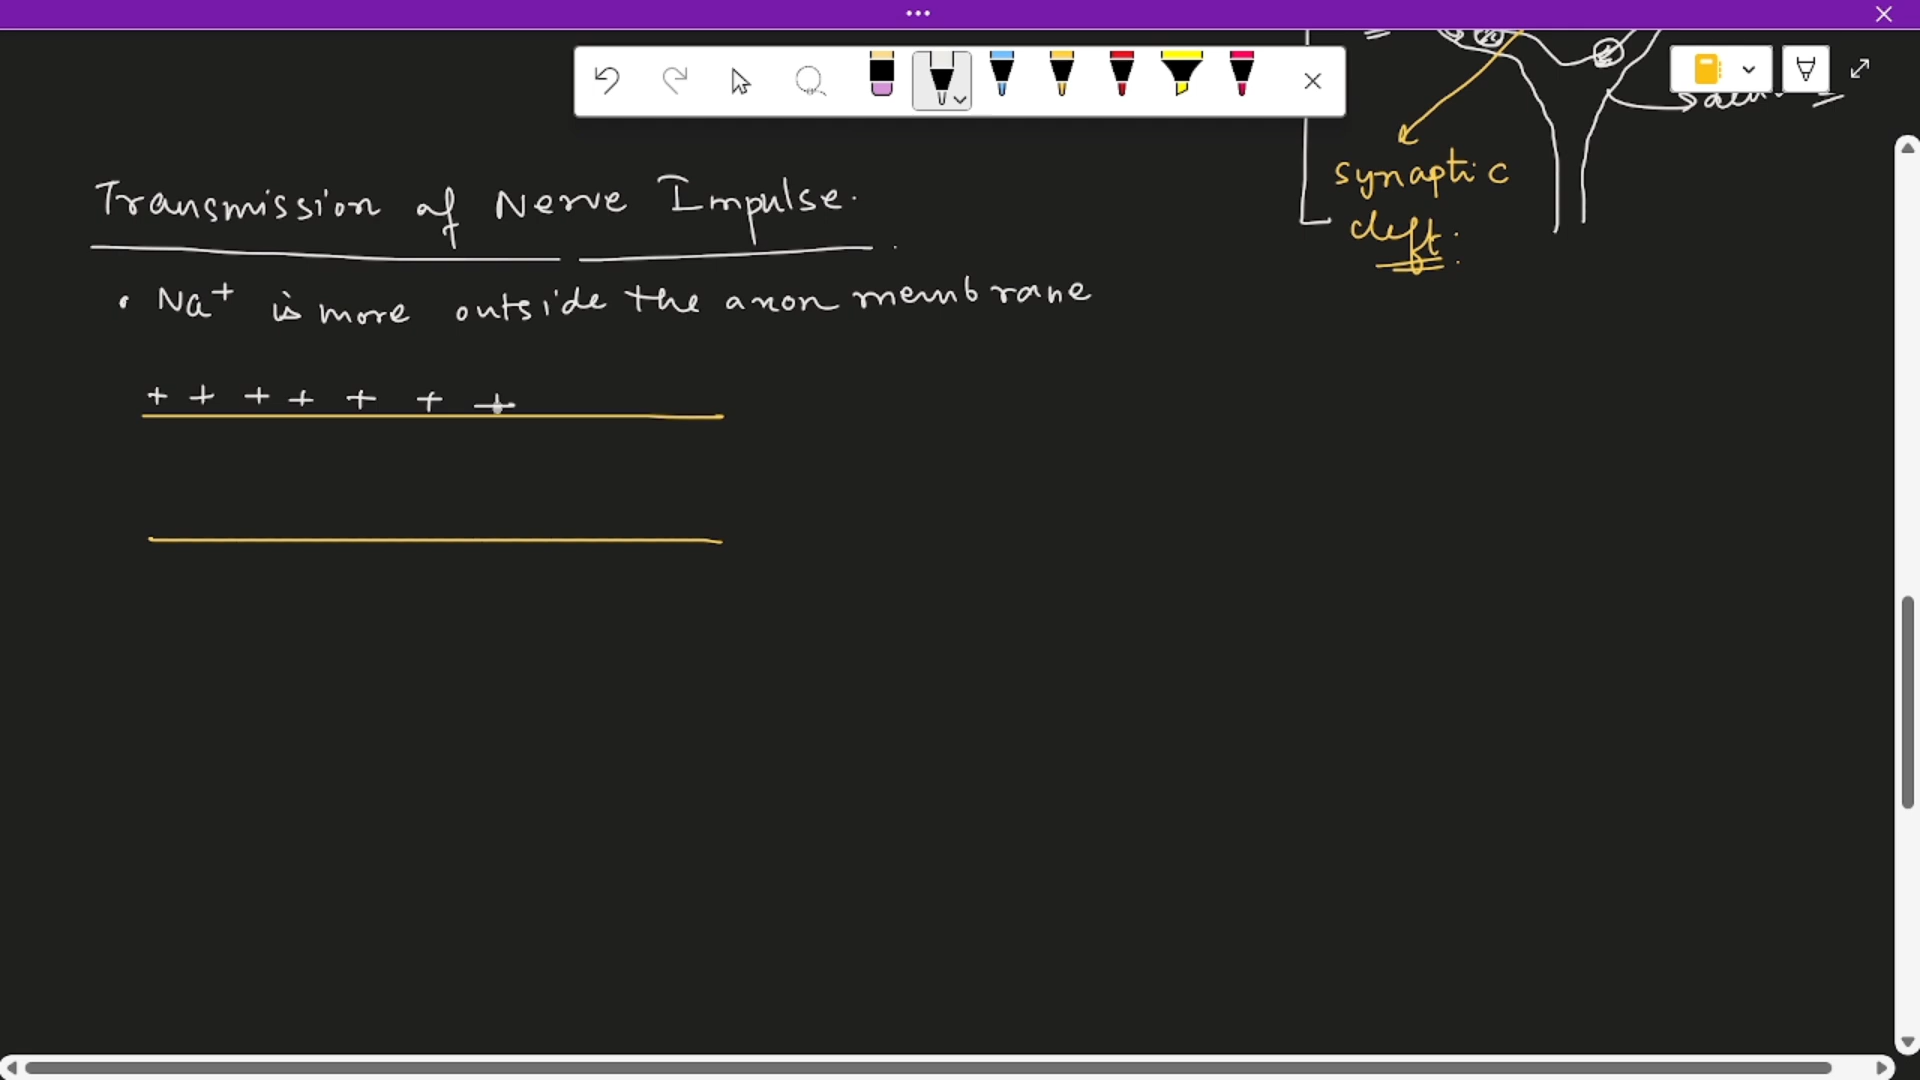 Transmission of Nerve Impulse.
• Na+ is more outside the axon membrane
+ + + + + + +
synaptic
cleft.